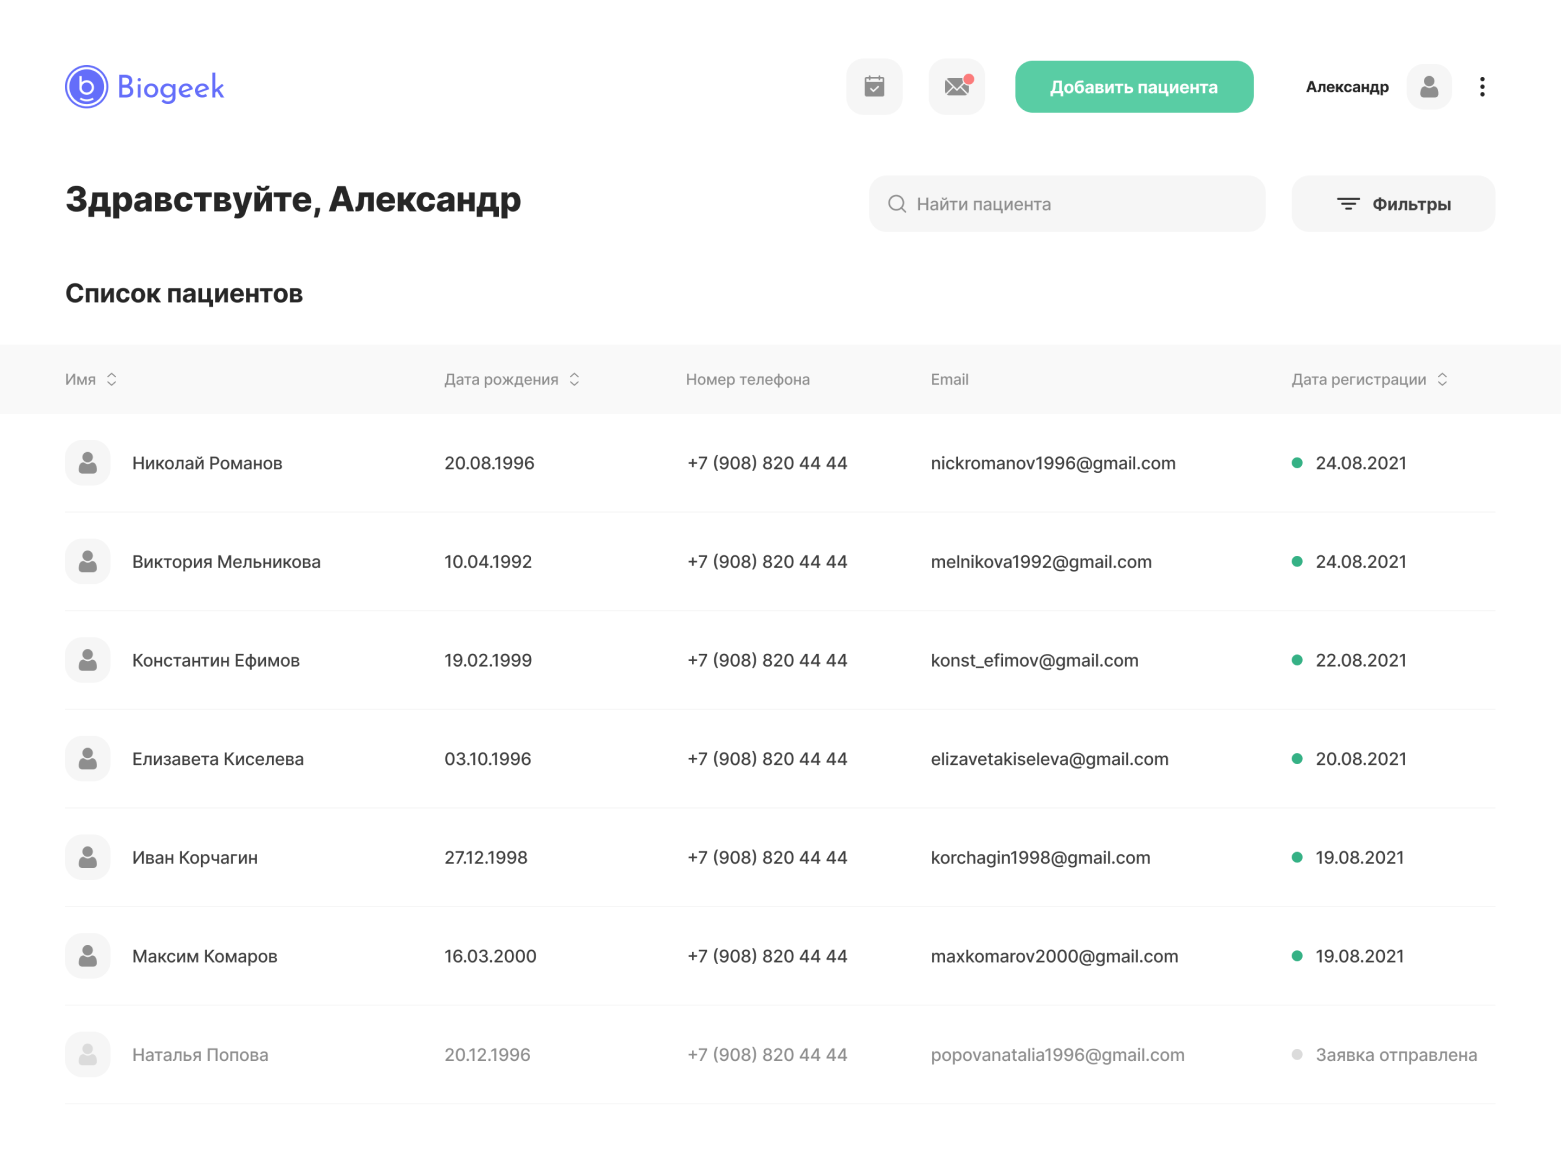 Biogeek
Добавить пациента
Александр
Здравствуйте, Александр
Найти пациента
Фильтры
Список пациентов
Имя Дата рождения Номер телефона Email Дата регистрации
Николай Романов 20.08.1996 +7 (908) 820 44 44 nickromanov1996@gmail.com 24.08.2021
Виктория Мельникова 10.04.1992 +7 (908) 820 44 44 melnikova1992@gmail.com 24.08.2021
Константин Ефимов 19.02.1999 +7 (908) 820 44 44 konst_efimov@gmail.com 22.08.2021
Елизавета Киселева 03.10.1996 +7 (908) 820 44 44 elizavetakiseleva@gmail.com 20.08.2021
Иван Корчагин 27.12.1998 +7 (908) 820 44 44 korchagin1998@gmail.com 19.08.2021
Максим Комаров 16.03.2000 +7 (908) 820 44 44 maxkomarov2000@gmail.com 19.08.2021
Наталья Попова 20.12.1996 +7 (908) 820 44 44 popovanatalia1996@gmail.com Заявка отправлена